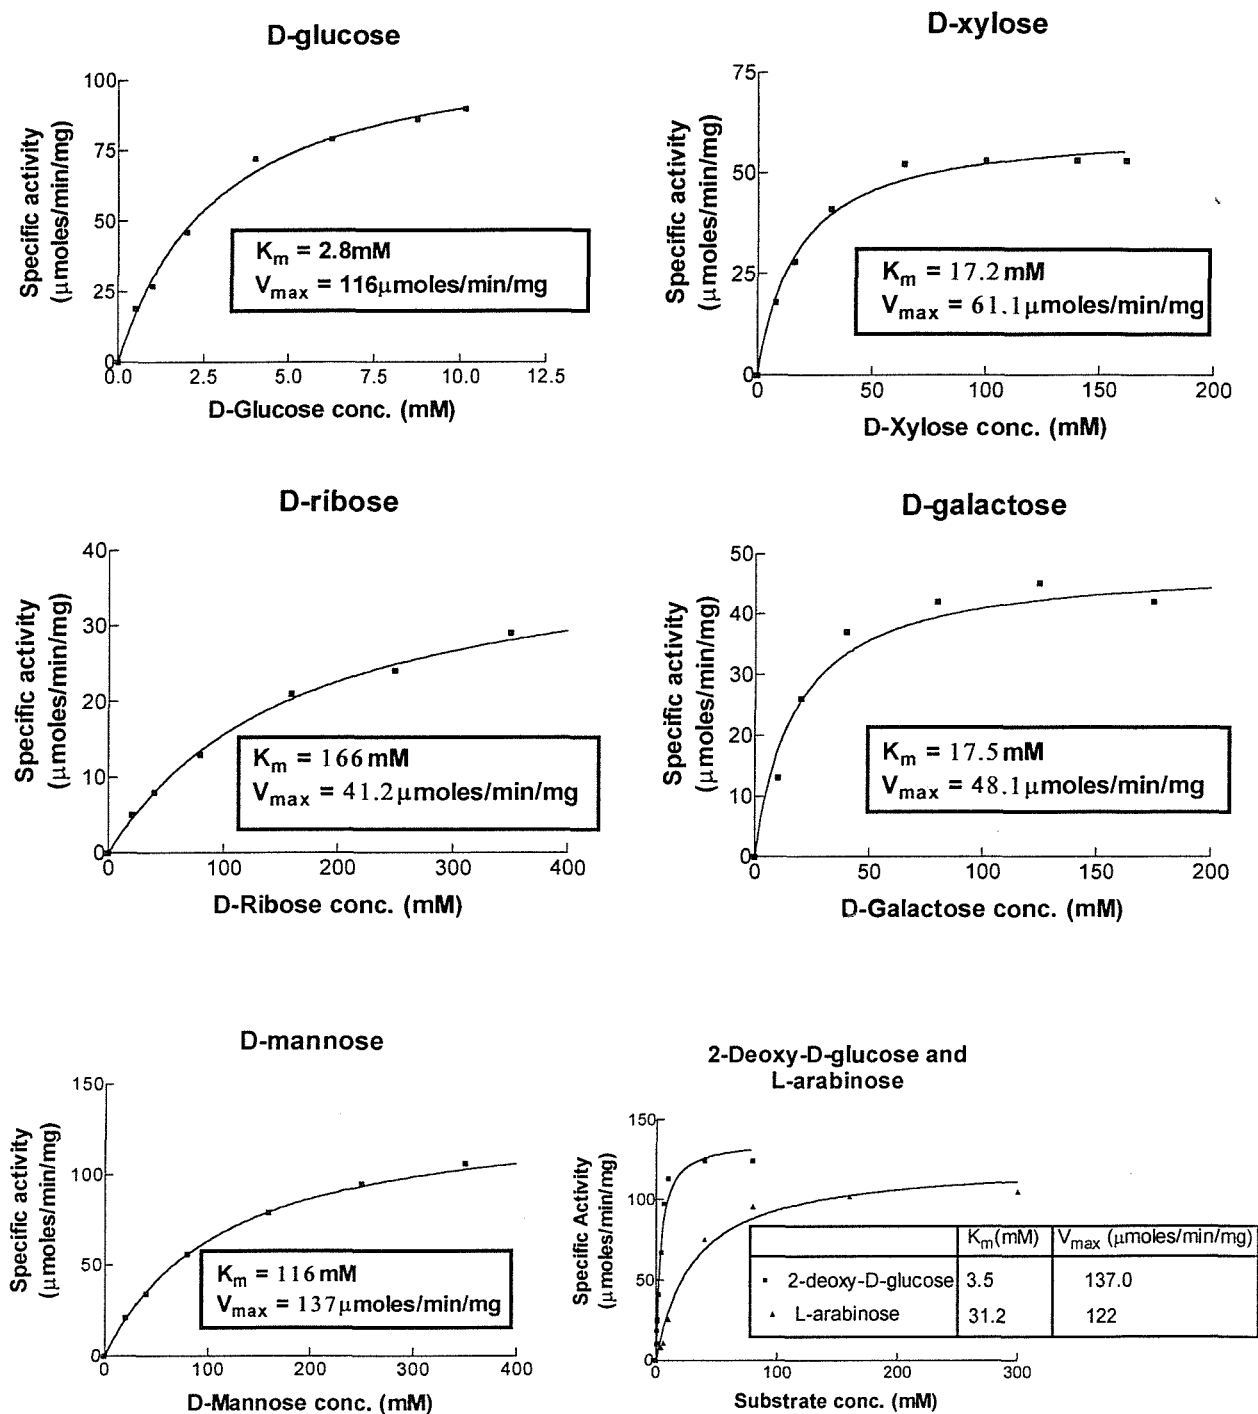 D-glucose
Specific activity
(μmoles/min/mg)
100
75
50
25
0
0.0 2.5 5.0 7.5 10.0 12.5
D-Glucose conc. (mM)
Km = 2.8mM
Vmax = 116μmoles/min/mg
D-xylose
Specific activity
(μmoles/min/mg)
75
50
25
0
0 50 100 150 200
D-Xylose conc. (mM)
Km = 17.2mM
Vmax = 61.1μmoles/min/mg
D-ribose
Specific activity
(μmoles/min/mg)
40
30
20
10
0
0 100 200 300 400
D-Ribose conc. (mM)
Km = 166mM
Vmax = 41.2μmoles/min/mg
D-galactose
Specific activity
(μmoles/min/mg)
50
40
30
20
10
0
0 50 100 150 200
D-Galactose conc. (mM)
Km = 17.5mM
Vmax = 48.1μmoles/min/mg
D-mannose
Specific activity
(μmoles/min/mg)
150
100
50
0
0 100 200 300 400
D-Mannose conc. (mM)
Km = 116mM
Vmax = 137μmoles/min/mg
2-Deoxy-D-glucose and
L-arabinose
Specific Activity
(μmoles/min/mg)
150
100
50
0
0 100 200 300
Substrate conc. (mM)
Km(mM) Vmax (μmoles/min/mg)
2-deoxy-D-glucose 3.5 137.0
L-arabinose 31.2 122